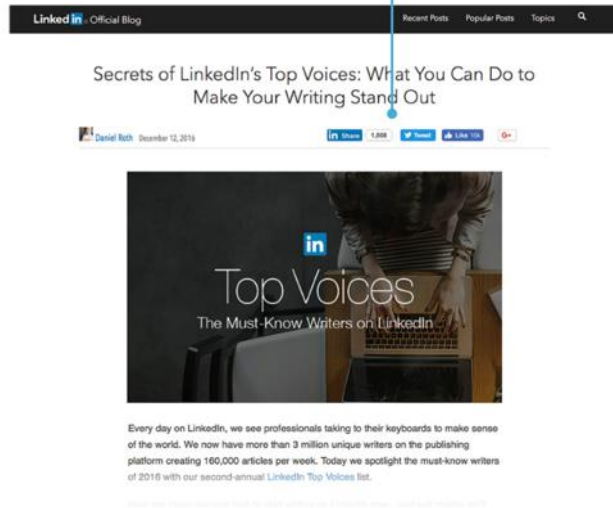 Linked in Official Blog Recent Posts Popular Posts Topics
Secrets of LinkedIn's Top Voices: What You Can Do to
Make Your Writing Stand Out
Daniel Roth December 12, 2016 in Share 1,008 Tweet Like 10k G+
in
Top Voices
The Must-Know Writers on LinkedIn
Every day on LinkedIn, we see professionals taking to their keyboards to make sense
of the world. We now have more than 3 million unique writers on the publishing
platform creating 160,000 articles per week. Today we spotlight the must-know writers
of 2016 with our second-annual LinkedIn Top Voices list.